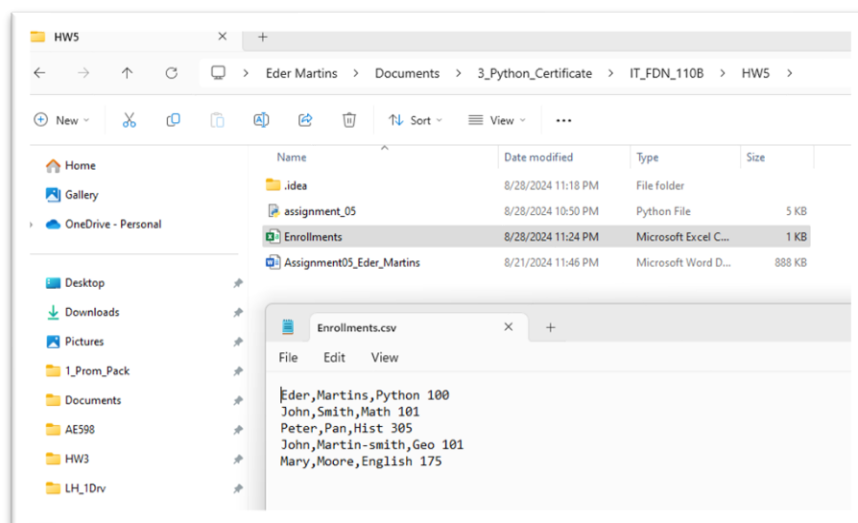 HW5
Eder Martins > Documents > 3_Python_Certificate > IT_FDN_110B > HW5 >
New Sort View ...
Home
Gallery
OneDrive - Personal
Desktop
Downloads
Pictures
1_Prom_Pack
Documents
AE598
HW3
LH_1Drv
Name Date modified Type Size
.idea 8/28/2024 11:18 PM File folder
assignment_05 8/28/2024 10:50 PM Python File 5 KB
Enrollments 8/28/2024 11:24 PM Microsoft Excel C... 1 KB
Assignment05_Eder_Martins 8/21/2024 11:46 PM Microsoft Word D... 888 KB
Enrollments.csv
File Edit View
Eder,Martins,Python 100
John,Smith,Math 101
Peter,Pan,Hist 305
John,Martin-smith,Geo 101
Mary,Moore,English 175